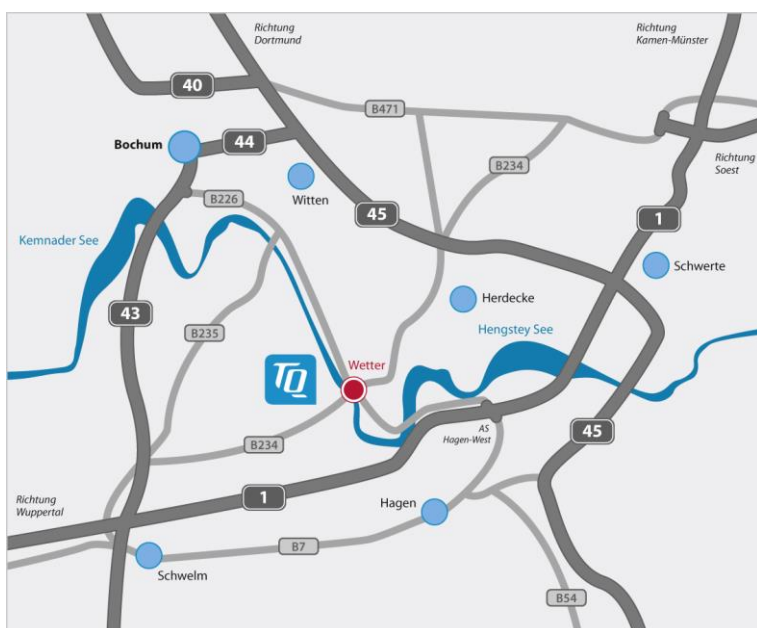 Richtung
Dortmund
Richtung
Kamen-Münster
40
B471
Bochum
44
Richtung
Soest
B234
Witten
B226
45
1
Kemnader See
Schwerte
Herdecke
43
B235
Hengstey See
TQ
Wetter
AS
Hagen-West
45
B234
1
Richtung
Wuppertal
Hagen
B7
Schwelm
B54